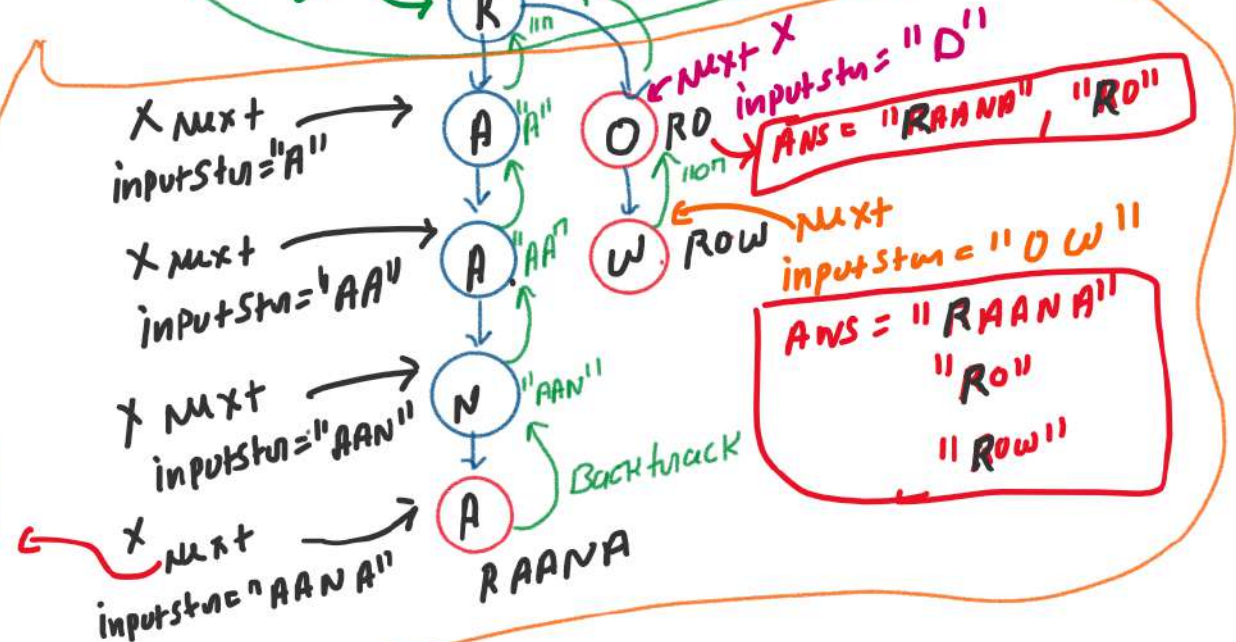 R
""
X Next
inputStr="A"
A
"A"
X Next
inputStr="AA"
A
"AA"
X Next
inputStr="AAN"
N
"AAN"
X Next
inputStr="AANA"
A
Backtrack
RAANA
Next X
inputStr="O"
O
RO
Ans = "RAANA", "RO"
"O"
W
ROW
Next
inputStr="OW"
Ans = "RAANA"
"RO"
"ROW"